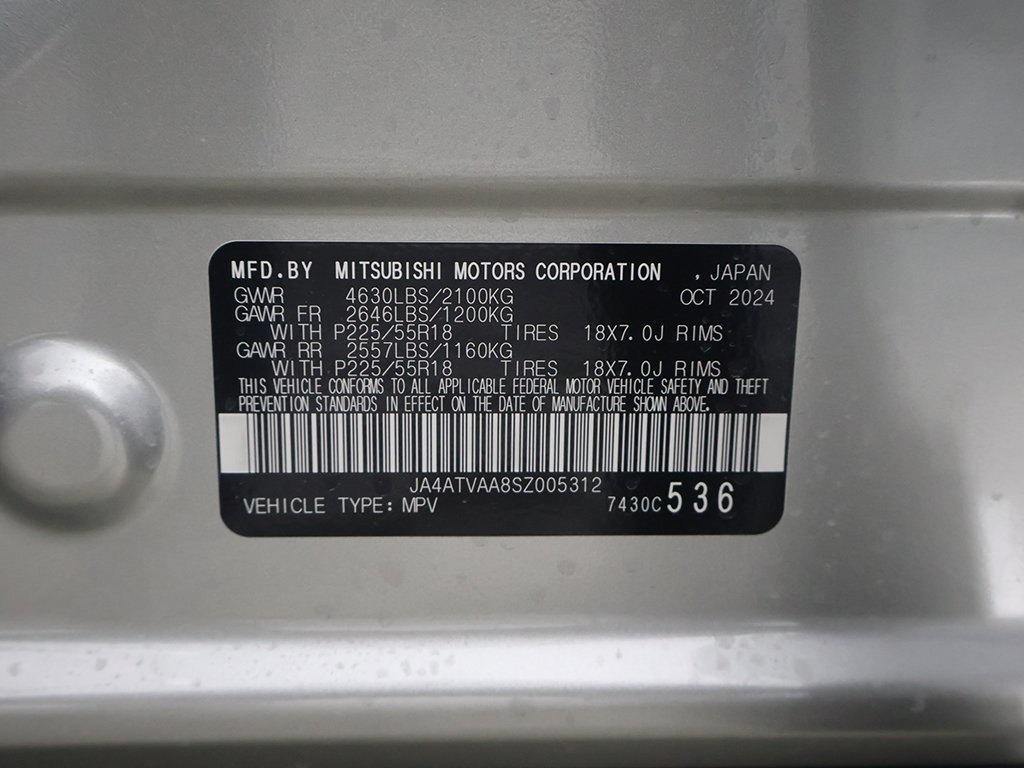 MFD.BY MITSUBISHI MOTORS CORPORATION , JAPAN
GVWR 4630LBS/2100KG OCT 2024
GAWR FR 2646LBS/1200KG
WITH P225/55R18 TIRES 18X7.0J RIMS
GAWR RR 2557LBS/1160KG
WITH P225/55R18 TIRES 18X7.0J RIMS
THIS VEHICLE CONFORMS TO ALL APPLICABLE FEDERAL MOTOR VEHICLE SAFETY AND THEFT
PREVENTION STANDARDS IN EFFECT ON THE DATE OF MANUFACTURE SHOWN ABOVE.
JA4ATVAA8SZ005312
VEHICLE TYPE: MPV 7430C 536